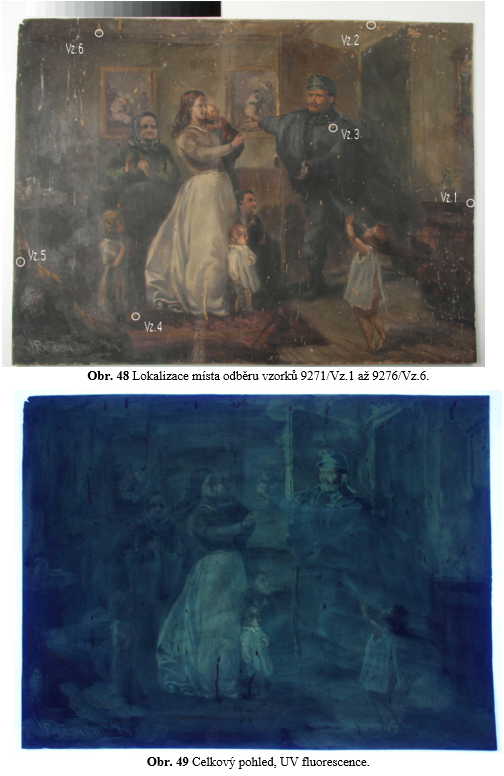 Vz.6
Vz.2
Vz.3
Vz.1
Vz.5
Vz.4
Obr. 48 Lokalizace místa odběru vzorků 9271/Vz.1 až 9276/Vz.6.
Obr. 49 Celkový pohled, UV fluorescence.